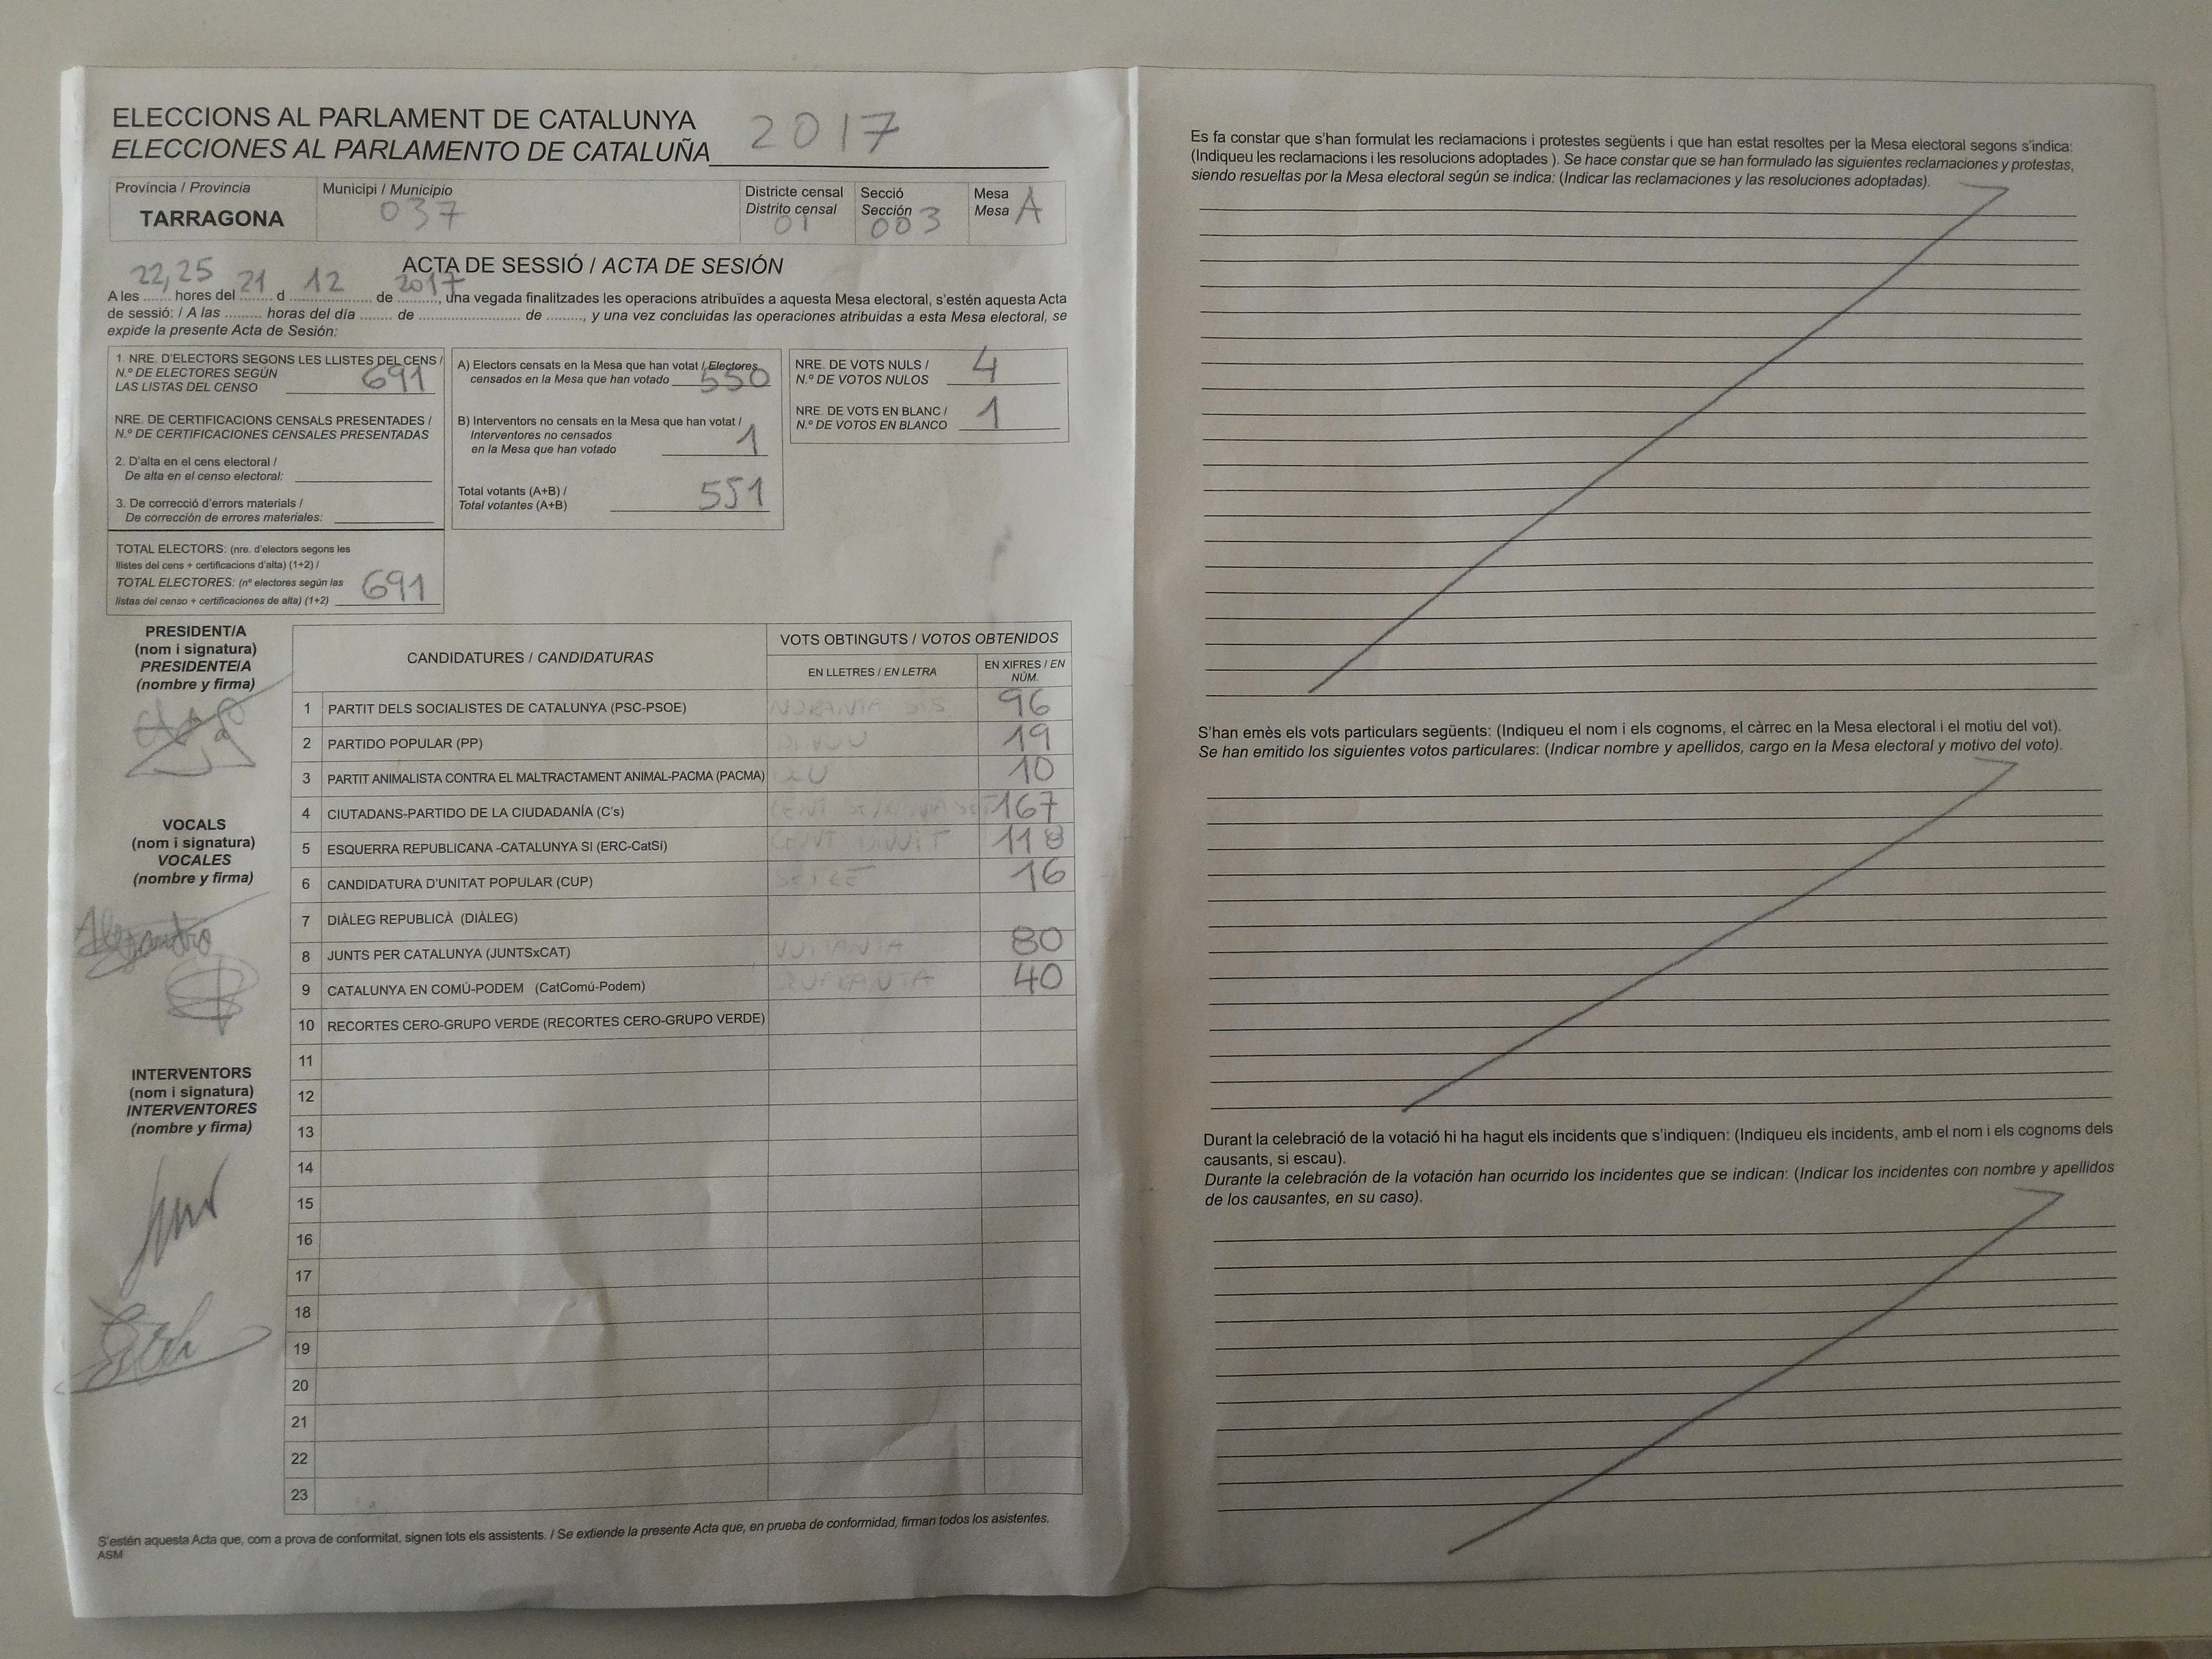 ELECCIONS AL PARLAMENT DE CATALUNYA
ELECCIONES AL PARLAMENTO DE CATALUÑA 2017
Província / Provincia
TARRAGONA
Municipi / Municipio
037
Districte censal
Distrito censal
01
Secció
Sección
003
Mesa
Mesa A
ACTA DE SESSIÓ / ACTA DE SESIÓN
22,25 21 12 2017
A les ...... hores del ....... d .................... de ........., una vegada finalitzades les operacions atribuïdes a aquesta Mesa electoral, s'estén aquesta Acta
de sessió: / A las ......... horas del día ........ de ........................ de ........., y una vez concluidas las operaciones atribuidas a esta Mesa electoral, se
expide la presente Acta de Sesión:
1. NRE. D'ELECTORS SEGONS LES LLISTES DEL CENS /
N.º DE ELECTORES SEGÚN
LAS LISTAS DEL CENSO 691
NRE. DE CERTIFICACIONS CENSALS PRESENTADES /
N.º DE CERTIFICACIONES CENSALES PRESENTADAS
2. D'alta en el cens electoral /
De alta en el censo electoral:
3. De correcció d'errors materials /
De corrección de errores materiales:
TOTAL ELECTORS: (nre. d'electors segons les
llistes del cens + certificacions d'alta) (1+2) /
TOTAL ELECTORES: (nº electores según las
listas del censo + certificaciones de alta) (1+2) 691
A) Electors censats en la Mesa que han votat / Electores
censados en la Mesa que han votado 550
B) Interventors no censats en la Mesa que han votat /
Interventores no censados
en la Mesa que han votado 1
Total votants (A+B) /
Total votantes (A+B) 551
NRE. DE VOTS NULS /
N.º DE VOTOS NULOS 4
NRE. DE VOTS EN BLANC /
N.º DE VOTOS EN BLANCO 1
PRESIDENT/A
(nom i signatura)
PRESIDENTE/A
(nombre y firma)
VOCALS
(nom i signatura)
VOCALES
(nombre y firma)
Alejandro
INTERVENTORS
(nom i signatura)
INTERVENTORES
(nombre y firma)
CANDIDATURES / CANDIDATURAS
VOTS OBTINGUTS / VOTOS OBTENIDOS
EN LLETRES / EN LETRA
EN XIFRES / EN
NÚM.
1 PARTIT DELS SOCIALISTES DE CATALUNYA (PSC-PSOE) NORANTA SIS 96
2 PARTIDO POPULAR (PP) DINOU 19
3 PARTIT ANIMALISTA CONTRA EL MALTRACTAMENT ANIMAL-PACMA (PACMA) 10
4 CIUTADANS-PARTIDO DE LA CIUDADANÍA (C's) CENT 167
5 ESQUERRA REPUBLICANA -CATALUNYA SI (ERC-CatSí) DIVUIT 118
6 CANDIDATURA D'UNITAT POPULAR (CUP) SETZE 16
7 DIÀLEG REPUBLICÀ (DIÀLEG)
8 JUNTS PER CATALUNYA (JUNTSxCAT) VUITANTA 80
9 CATALUNYA EN COMÚ-PODEM (CatComú-Podem) QUARANTA 40
10 RECORTES CERO-GRUPO VERDE (RECORTES CERO-GRUPO VERDE)
11
12
13
14
15
16
17
18
19
20
21
22
23
S'estén aquesta Acta que, com a prova de conformitat, signen tots els assistents. / Se extiende la presente Acta que, en prueba de conformidad, firman todos los asistentes.
ASM
Es fa constar que s'han formulat les reclamacions i protestes següents i que han estat resoltes per la Mesa electoral segons s'indica:
(Indiqueu les reclamacions i les resolucions adoptades ). Se hace constar que se han formulado las siguientes reclamaciones y protestas,
siendo resueltas por la Mesa electoral según se indica: (Indicar las reclamaciones y las resoluciones adoptadas).
S'han emès els vots particulars següents: (Indiqueu el nom i els cognoms, el càrrec en la Mesa electoral i el motiu del vot).
Se han emitido los siguientes votos particulares: (Indicar nombre y apellidos, cargo en la Mesa electoral y motivo del voto).
Durant la celebració de la votació hi ha hagut els incidents que s'indiquen: (Indiqueu els incidents, amb el nom i els cognoms dels
causants, si escau).
Durante la celebración de la votación han ocurrido los incidentes que se indican: (Indicar los incidentes con nombre y apellidos
de los causantes, en su caso).